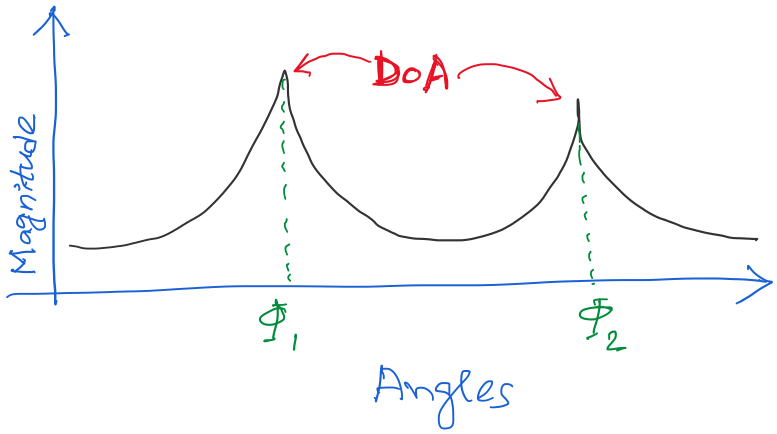 DoA
Magnitude
Φ1
Φ2
Angles